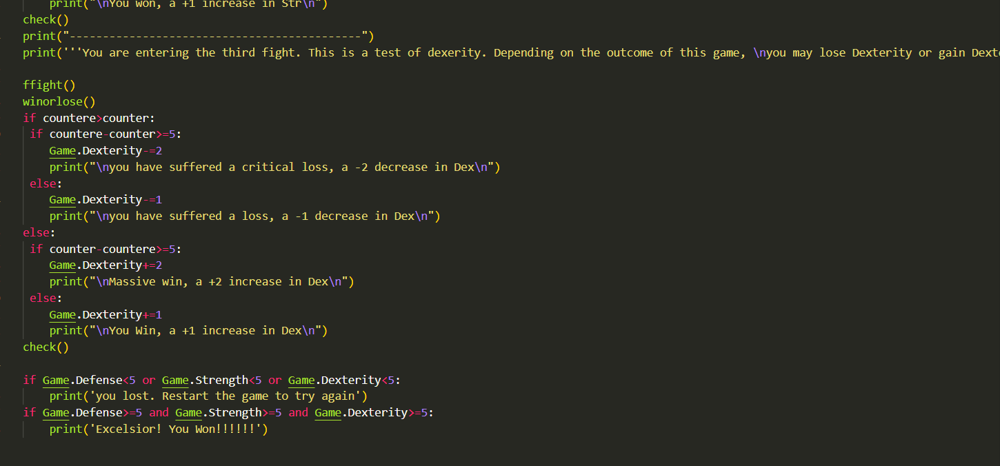 print("\nYou won, a +1 increase in Str\n")
check()
print("--------------------------------------------")
print('''You are entering the third fight. This is a test of dexerity. Depending on the outcome of this game, \nyou may lose Dexterity or gain
ffight()
winorlose()
if countere>counter:
if countere-counter>=5:
Game.Dexterity-=2
print("\nyou have suffered a critical loss, a -2 decrease in Dex\n")
else:
Game.Dexterity-=1
print("\nyou have suffered a loss, a -1 decrease in Dex\n")
else:
if counter-countere>=5:
Game.Dexterity+=2
print("\nMassive win, a +2 increase in Dex\n")
else:
Game.Dexterity+=1
print("\nYou Win, a +1 increase in Dex\n")
check()
if Game.Defense<5 or Game.Strength<5 or Game.Dexterity<5:
print('you lost. Restart the game to try again')
if Game.Defense>=5 and Game.Strength>=5 and Game.Dexterity>=5:
print('Excelsior! You Won!!!!!!')